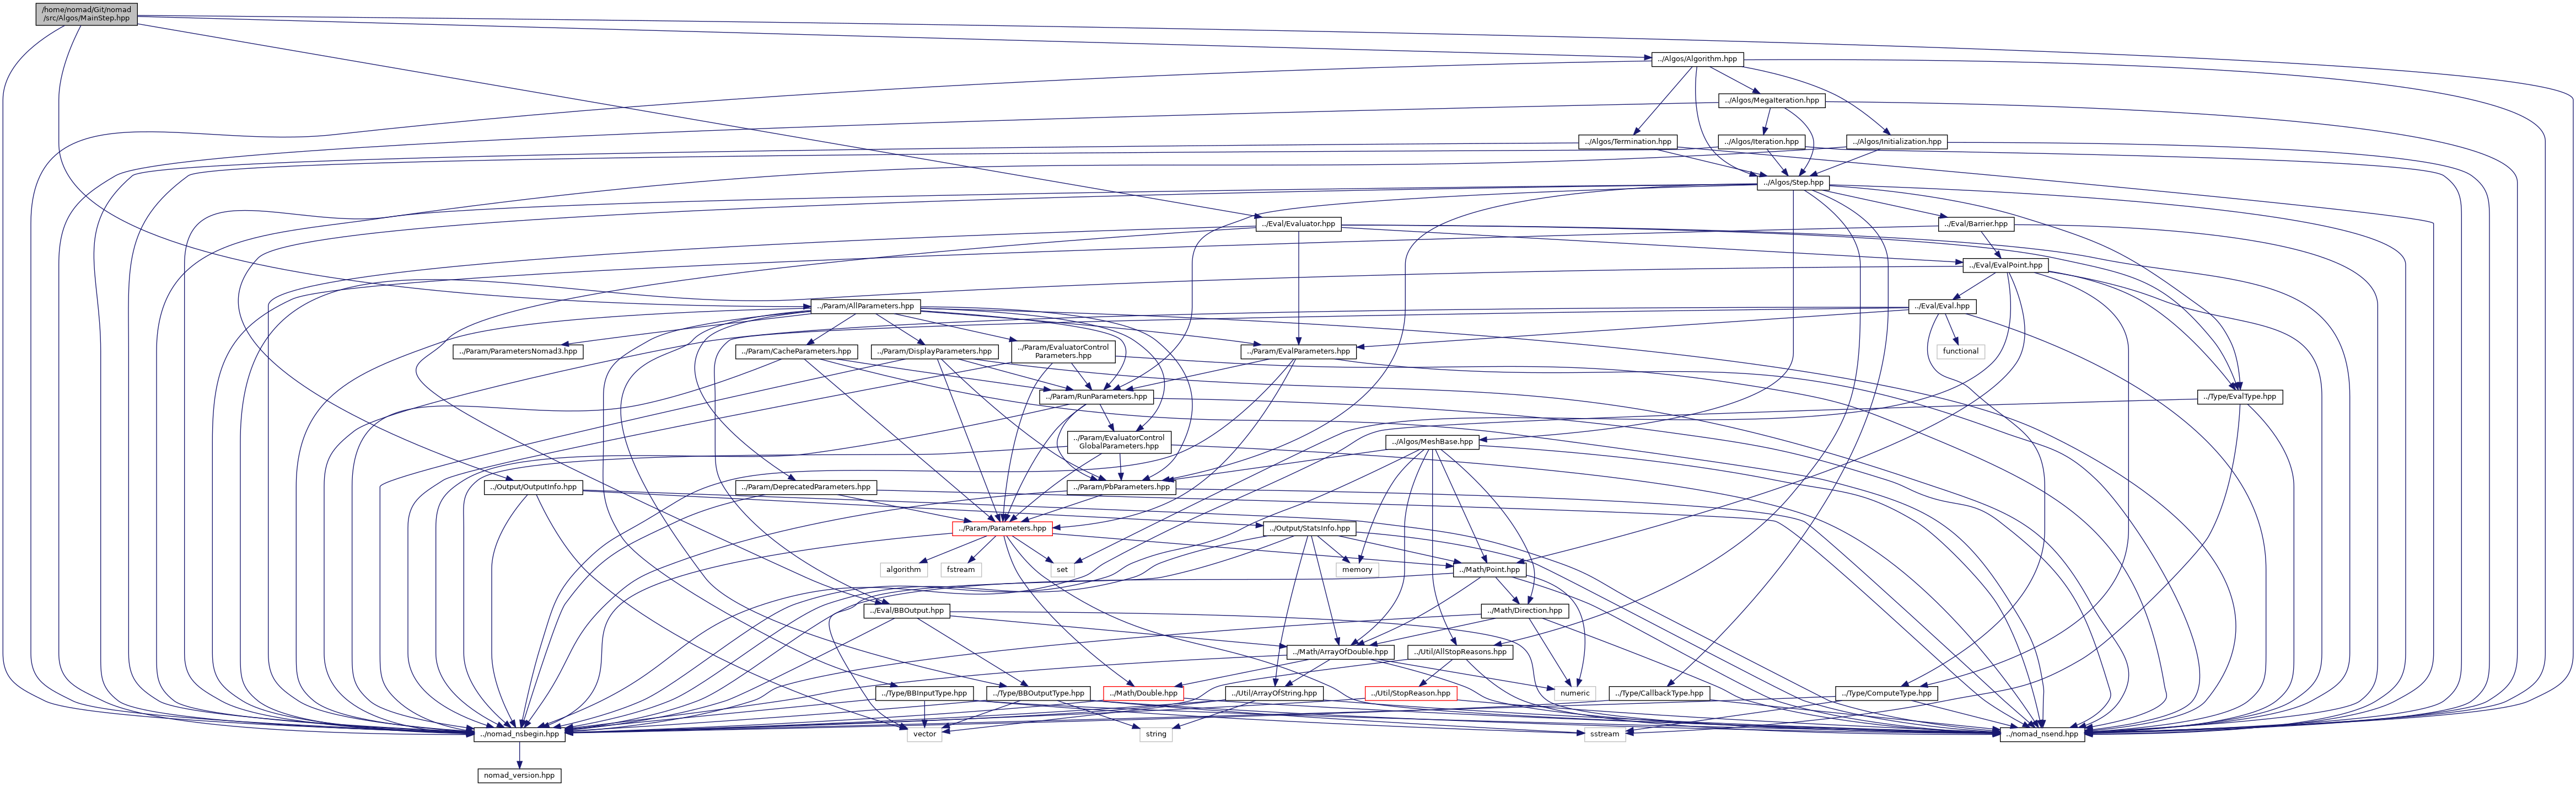 /home/nomad/Git/nomad
/src/Algos/MainStep.hpp
../Algos/Algorithm.hpp
../Algos/MegaIteration.hpp
../Algos/Termination.hpp
../Algos/Iteration.hpp
../Algos/Initialization.hpp
../Algos/Step.hpp
../Eval/Evaluator.hpp
../Eval/Barrier.hpp
../Eval/EvalPoint.hpp
../Param/AllParameters.hpp
../Eval/Eval.hpp
../Param/ParametersNomad3.hpp
../Param/CacheParameters.hpp
../Param/DisplayParameters.hpp
../Param/EvaluatorControl
Parameters.hpp
../Param/EvalParameters.hpp
functional
../Param/RunParameters.hpp
../Type/EvalType.hpp
../Param/EvaluatorControl
GlobalParameters.hpp
../Algos/MeshBase.hpp
../Output/OutputInfo.hpp
../Param/DeprecatedParameters.hpp
../Param/PbParameters.hpp
../Param/Parameters.hpp
../Output/StatsInfo.hpp
algorithm
fstream
set
memory
../Math/Point.hpp
../Eval/BBOutput.hpp
../Math/Direction.hpp
../Math/ArrayOfDouble.hpp
../Util/AllStopReasons.hpp
../Type/BBInputType.hpp
../Type/BBOutputType.hpp
../Math/Double.hpp
../Util/ArrayOfString.hpp
../Util/StopReason.hpp
numeric
../Type/CallbackType.hpp
../Type/ComputeType.hpp
../nomad_nsbegin.hpp
vector
string
sstream
../nomad_nsend.hpp
nomad_version.hpp